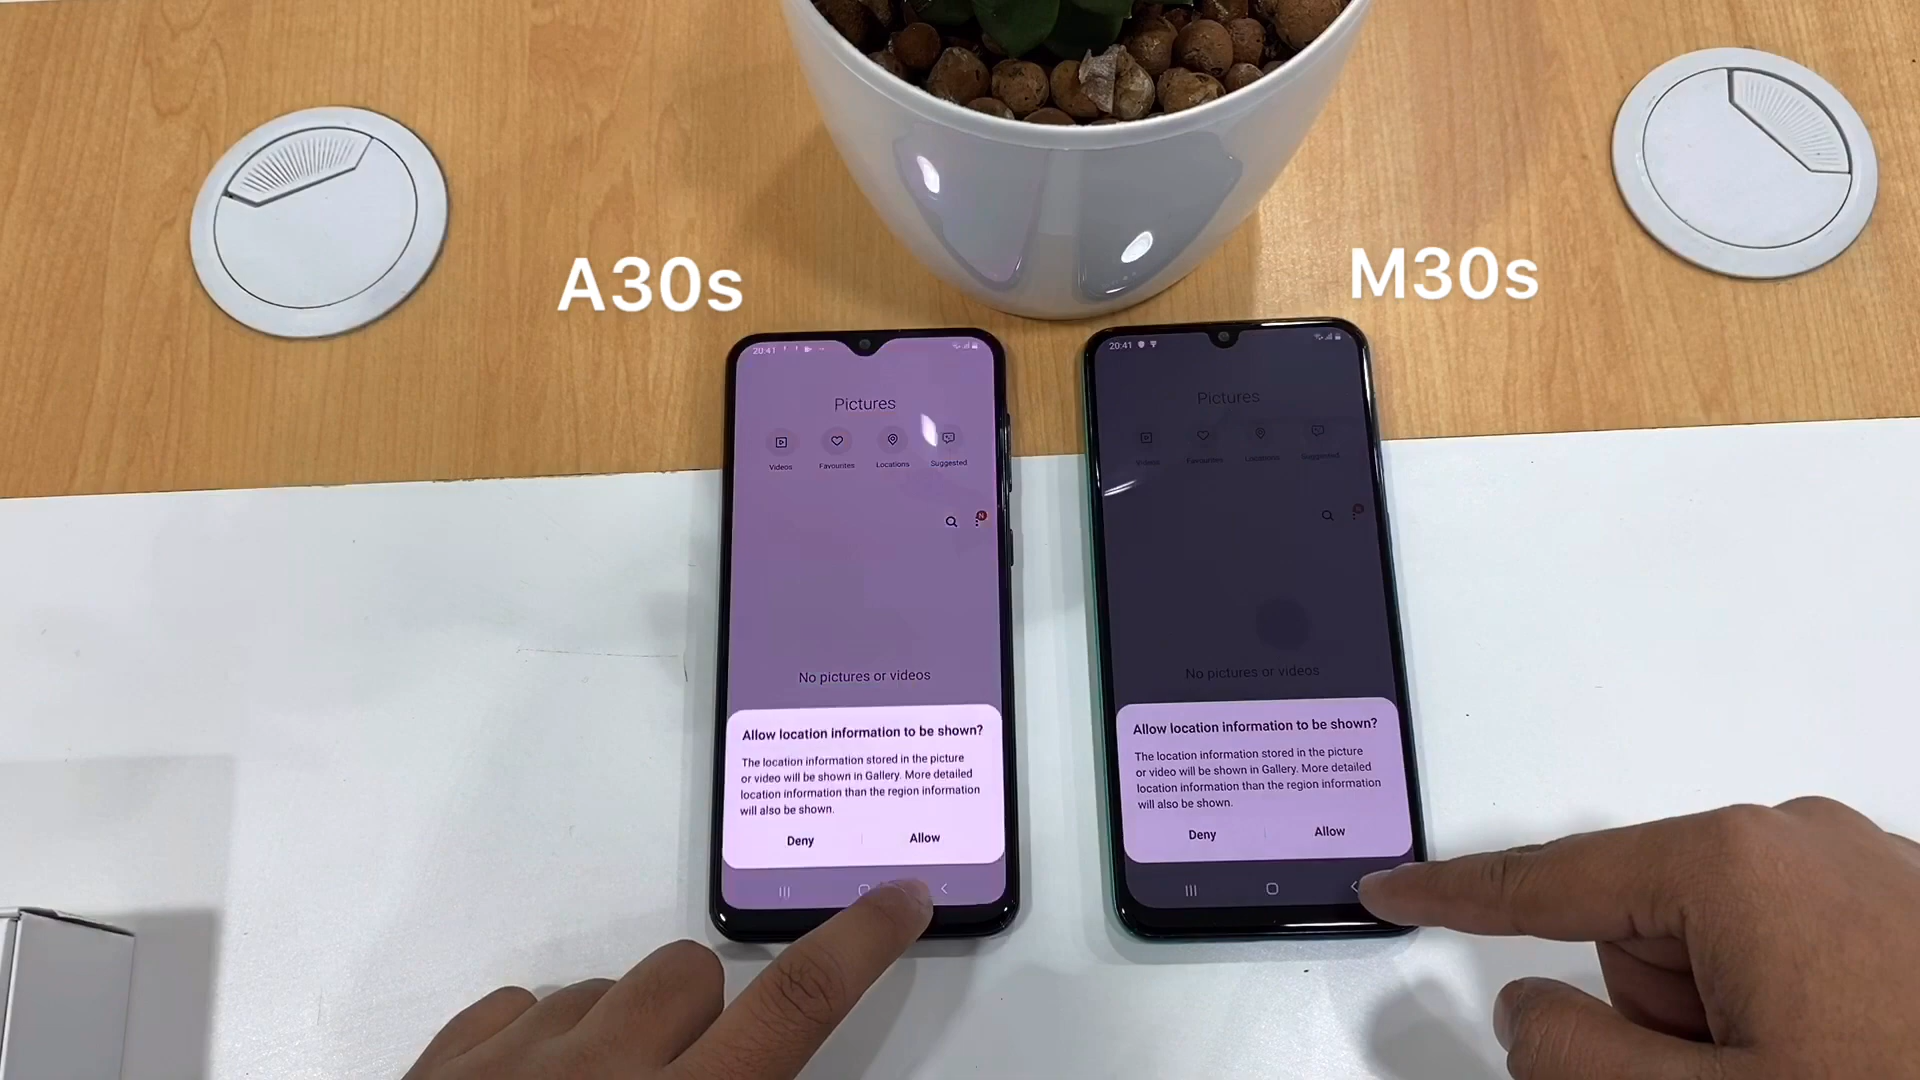 A30s
M30s
20:41
Pictures
Videos
Favourites
Locations
Suggested
N
No pictures or videos
Allow location information to be shown?
The location information stored in the picture
or video will be shown in Gallery. More detailed
location information than the region information
will also be shown.
Deny
Allow
20:41
Pictures
Videos
Favourites
Locations
Suggested
N
No pictures or videos
Allow location information to be shown?
The location information stored in the picture
or video will be shown in Gallery. More detailed
location information than the region information
will also be shown.
Deny
Allow